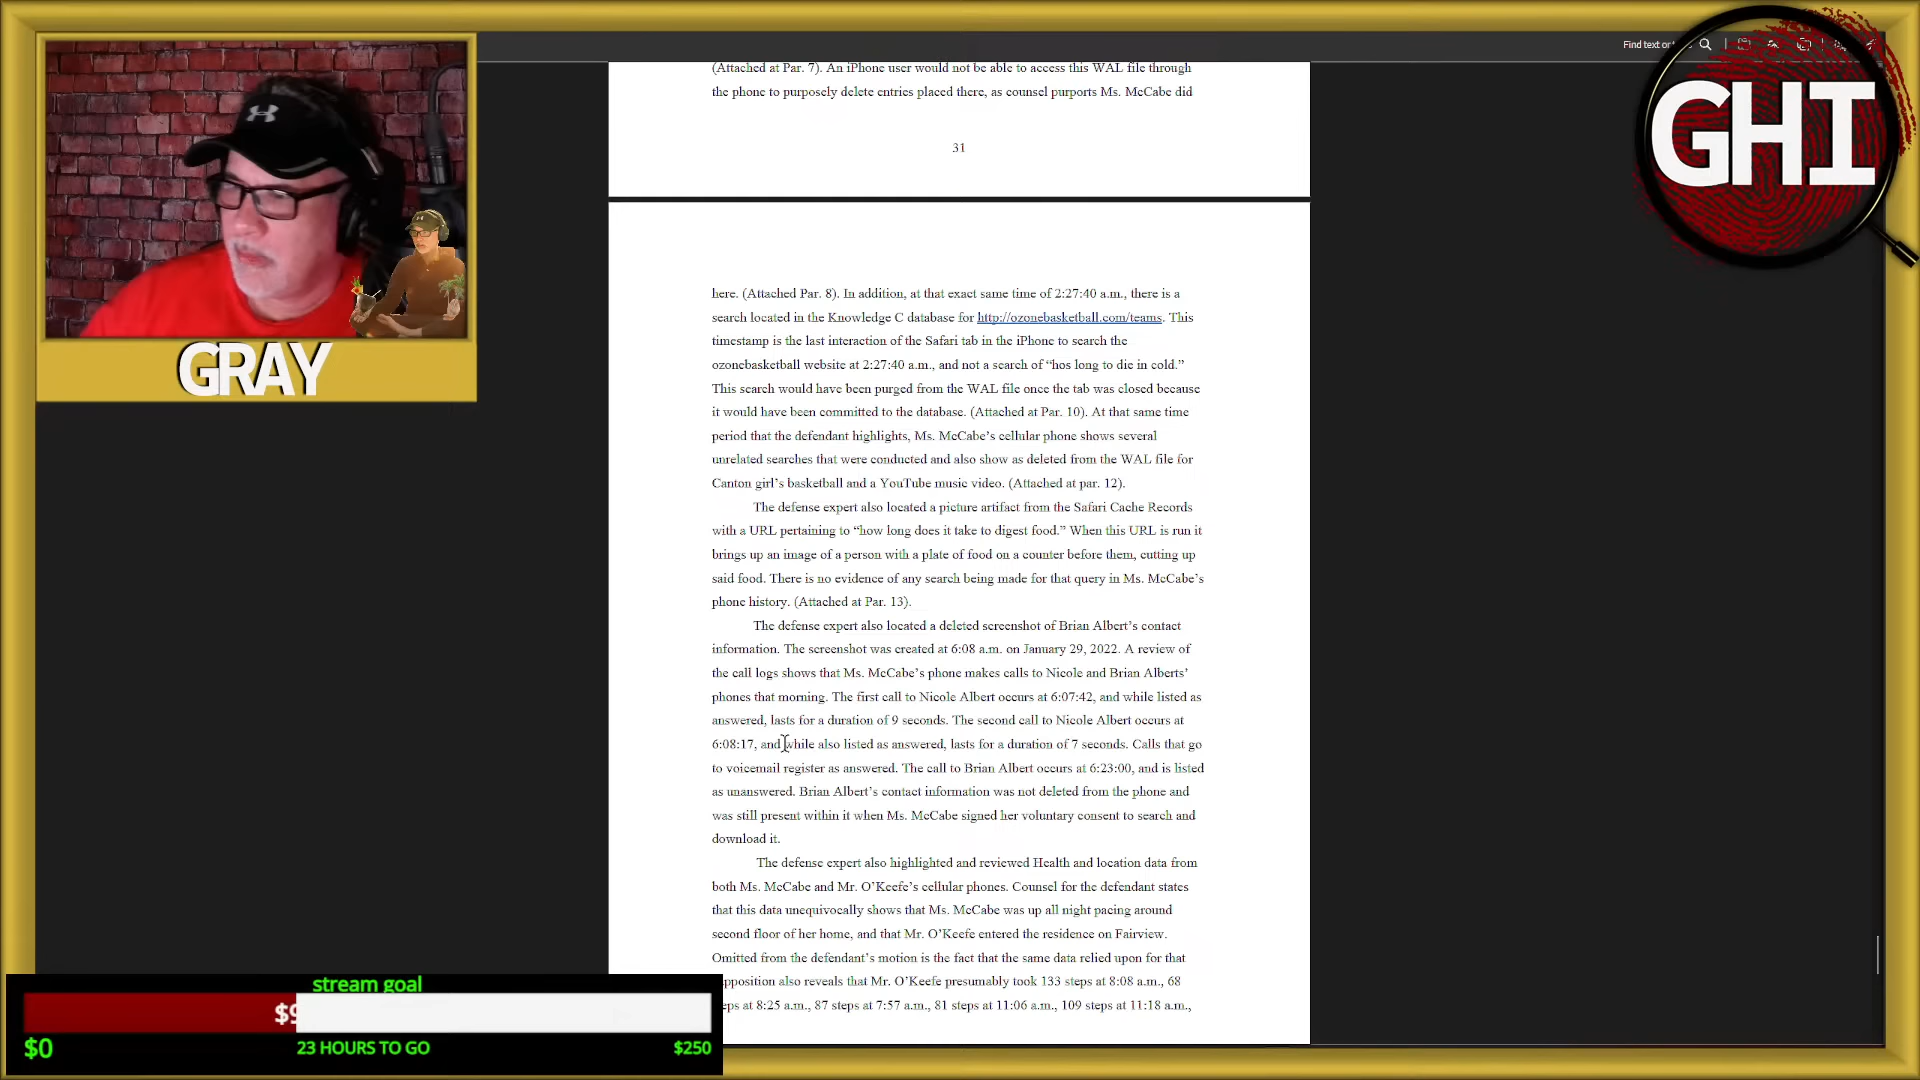 Find text or
GHI
GRAY
(Attached at Par. 7). An iPhone user would not be able to access this WAL file through
the phone to purposely delete entries placed there, as counsel purports Ms. McCabe did
31
here. (Attached Par. 8). In addition, at that exact same time of 2:27:40 a.m., there is a
search located in the Knowledge C database for http://ozonebasketball.com/teams. This
timestamp is the last interaction of the Safari tab in the iPhone to search the
ozonebasketball website at 2:27:40 a.m., and not a search of “hos long to die in cold.”
This search would have been purged from the WAL file once the tab was closed because
it would have been committed to the database. (Attached at Par. 10). At that same time
period that the defendant highlights, Ms. McCabe’s cellular phone shows several
unrelated searches that were conducted and also show as deleted from the WAL file for
Canton girl’s basketball and a YouTube music video. (Attached at par. 12).
The defense expert also located a picture artifact from the Safari Cache Records
with a URL pertaining to “how long does it take to digest food.” When this URL is run it
brings up an image of a person with a plate of food on a counter before them, cutting up
said food. There is no evidence of any search being made for that query in Ms. McCabe’s
phone history. (Attached at Par. 13).
The defense expert also located a deleted screenshot of Brian Albert’s contact
information. The screenshot was created at 6:08 a.m. on January 29, 2022. A review of
the call logs shows that Ms. McCabe’s phone makes calls to Nicole and Brian Alberts’
phones that morning. The first call to Nicole Albert occurs at 6:07:42, and while listed as
answered, lasts for a duration of 9 seconds. The second call to Nicole Albert occurs at
6:08:17, and while also listed as answered, lasts for a duration of 7 seconds. Calls that go
to voicemail register as answered. The call to Brian Albert occurs at 6:23:00, and is listed
as unanswered. Brian Albert’s contact information was not deleted from the phone and
was still present within it when Ms. McCabe signed her voluntary consent to search and
download it.
The defense expert also highlighted and reviewed Health and location data from
both Ms. McCabe and Mr. O’Keefe’s cellular phones. Counsel for the defendant states
that this data unequivocally shows that Ms. McCabe was up all night pacing around
second floor of her home, and that Mr. O’Keefe entered the residence on Fairview.
Omitted from the defendant’s motion is the fact that the same data relied upon for that
pposition also reveals that Mr. O’Keefe presumably took 133 steps at 8:08 a.m., 68
eps at 8:25 a.m., 87 steps at 7:57 a.m., 81 steps at 11:06 a.m., 109 steps at 11:18 a.m.,
stream goal
$0
23 HOURS TO GO
$250